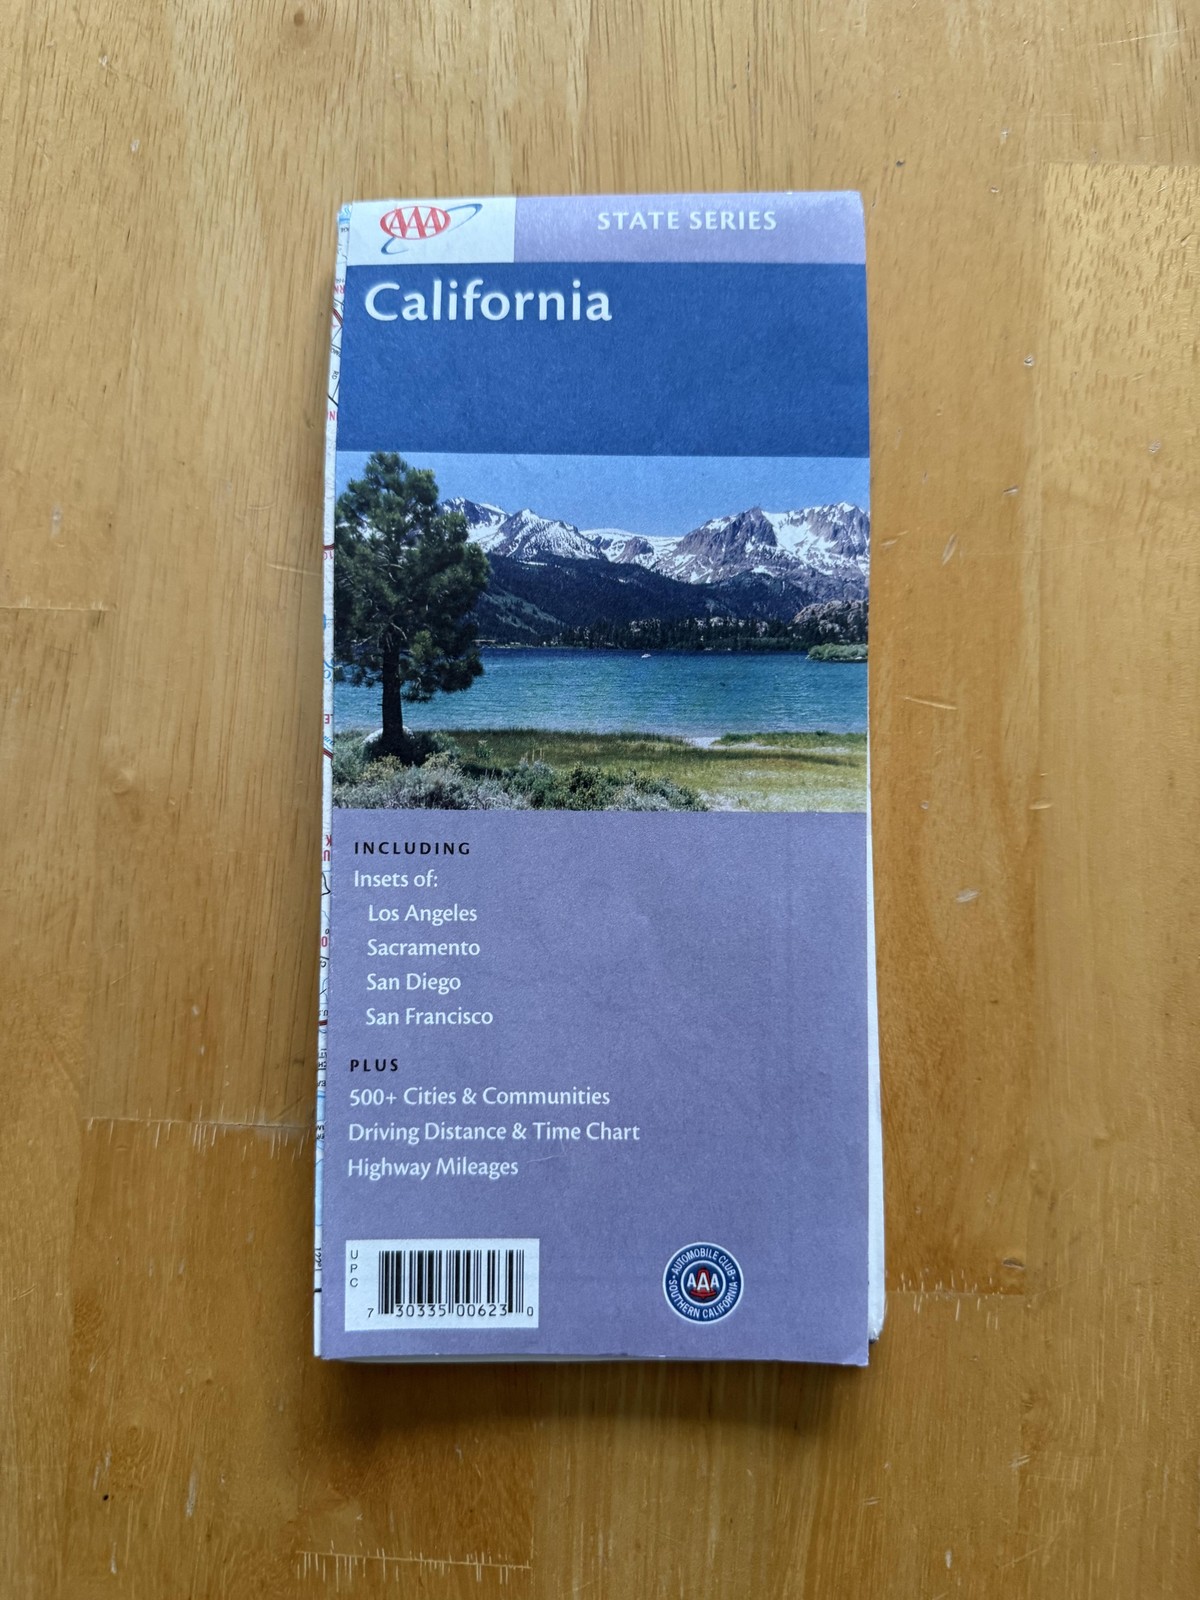 AAA
STATE SERIES
California
INCLUDING
Insets of:
Los Angeles
Sacramento
San Diego
San Francisco
PLUS
500+ Cities & Communities
Driving Distance & Time Chart
Highway Mileages
UPC
7 30335 00623 0
AUTOMOBILE CLUB
AAA
SOUTHERN CALIFORNIA